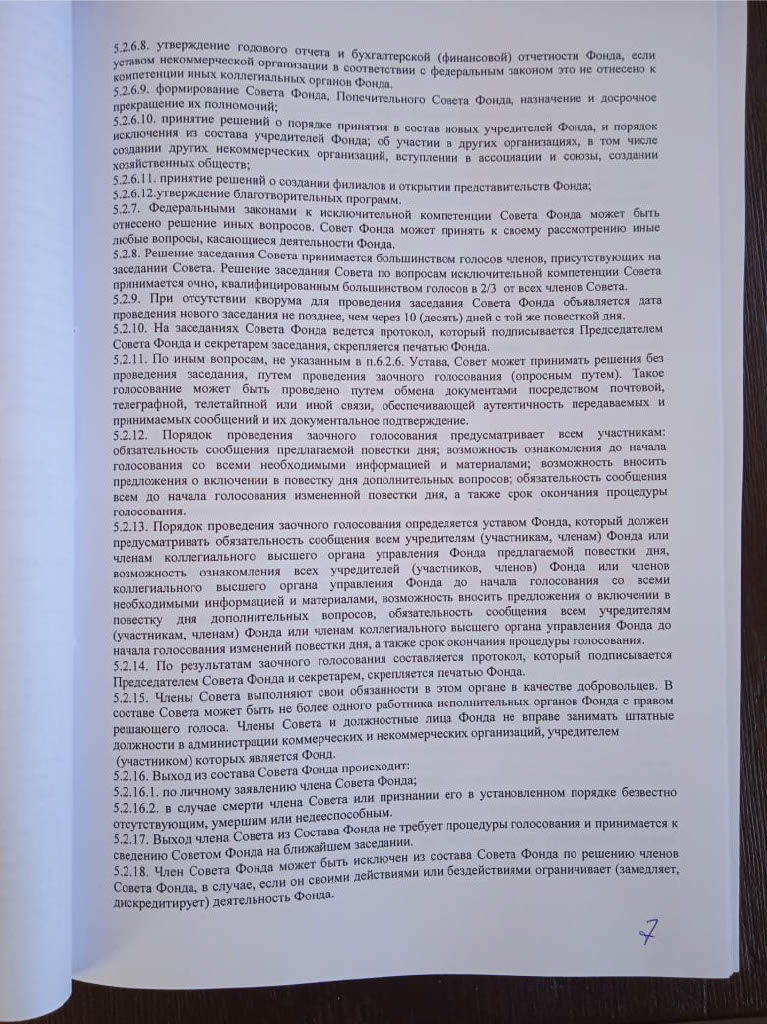 5.2.6.8. утверждение годового отчета и бухгалтерской (финансовой) отчетности Фонда, если
уставом некоммерческой организации в соответствии с федеральным законом это не отнесено к
компетенции иных коллегиальных органов Фонда.
5.2.6.9. формирование Совета Фонда, Попечительного Совета Фонда, назначение и досрочное
прекращение их полномочий;
5.2.6.10. принятие решений о порядке принятия в состав новых учредителей Фонда, и порядок
исключения из состава учредителей Фонда; об участии в других организациях, в том числе
создании других некоммерческих организаций, вступлении в ассоциации и союзы, создании
хозяйственных обществ;
5.2.6.11. принятие решений о создании филиалов и открытии представительств Фонда;
5.2.6.12.утверждение благотворительных программ.
5.2.7. Федеральными законами к исключительной компетенции Совета Фонда может быть
отнесено решение иных вопросов. Совет Фонда может принять к своему рассмотрению иные
любые вопросы, касающиеся деятельности Фонда.
5.2.8. Решение заседания Совета принимается большинством голосов членов, присутствующих на
заседании Совета. Решение заседания Совета по вопросам исключительной компетенции Совета
принимается очно, квалифицированным большинством голосов в 2/3 от всех членов Совета.
5.2.9. При отсутствии кворума для проведения заседания Совета Фонда объявляется дата
проведения нового заседания не позднее, чем через 10 (десять) дней с той же повесткой дня.
5.2.10. На заседаниях Совета Фонда ведется протокол, который подписывается Председателем
Совета Фонда и секретарем заседания, скрепляется печатью Фонда.
5.2.11. По иным вопросам, не указанным в п.6.2.6. Устава, Совет может принимать решения без
проведения заседания, путем проведения заочного голосования (опросным путем). Такое
голосование может быть проведено путем обмена документами посредством почтовой,
телеграфной, телетайпной или иной связи, обеспечивающей аутентичность передаваемых и
принимаемых сообщений и их документальное подтверждение.
5.2.12. Порядок проведения заочного голосования предусматривает всем участникам:
обязательность сообщения предлагаемой повестки дня; возможность ознакомления до начала
голосования со всеми необходимыми информацией и материалами; возможность вносить
предложения о включении в повестку дня дополнительных вопросов; обязательность сообщения
всем до начала голосования измененной повестки дня, а также срок окончания процедуры
голосования.
5.2.13. Порядок проведения заочного голосования определяется уставом Фонда, который должен
предусматривать обязательность сообщения всем учредителям (участникам, членам) Фонда или
членам коллегиального высшего органа управления Фонда предлагаемой повестки дня,
возможность ознакомления всех учредителей (участников, членов) Фонда или членов
коллегиального высшего органа управления Фонда до начала голосования со всеми
необходимыми информацией и материалами, возможность вносить предложения о включении в
повестку дня дополнительных вопросов, обязательность сообщения всем учредителям
(участникам, членам) Фонда или членам коллегиального высшего органа управления Фонда до
начала голосования изменений повестки дня, а также срок окончания процедуры голосования.
5.2.14. По результатам заочного голосования составляется протокол, который подписывается
Председателем Совета Фонда и секретарем, скрепляется печатью Фонда.
5.2.15. Члены Совета выполняют свои обязанности в этом органе в качестве добровольцев. В
составе Совета может быть не более одного работника исполнительных органов Фонда с правом
решающего голоса. Члены Совета и должностные лица Фонда не вправе занимать штатные
должности в администрации коммерческих и некоммерческих организаций, учредителем
(участником) которых является Фонд.
5.2.16. Выход из состава Совета Фонда происходит:
5.2.16.1. по личному заявлению члена Совета Фонда;
5.2.16.2. в случае смерти члена Совета или признании его в установленном порядке безвестно
отсутствующим, умершим или недееспособным.
5.2.17. Выход члена Совета из Состава Фонда не требует процедуры голосования и принимается к
сведению Советом Фонда на ближайшем заседании.
5.2.18. Член Совета Фонда может быть исключен из состава Совета Фонда по решению членов
Совета Фонда, в случае, если он своими действиями или бездействиями ограничивает (замедляет,
дискредитирует) деятельность Фонда.
7